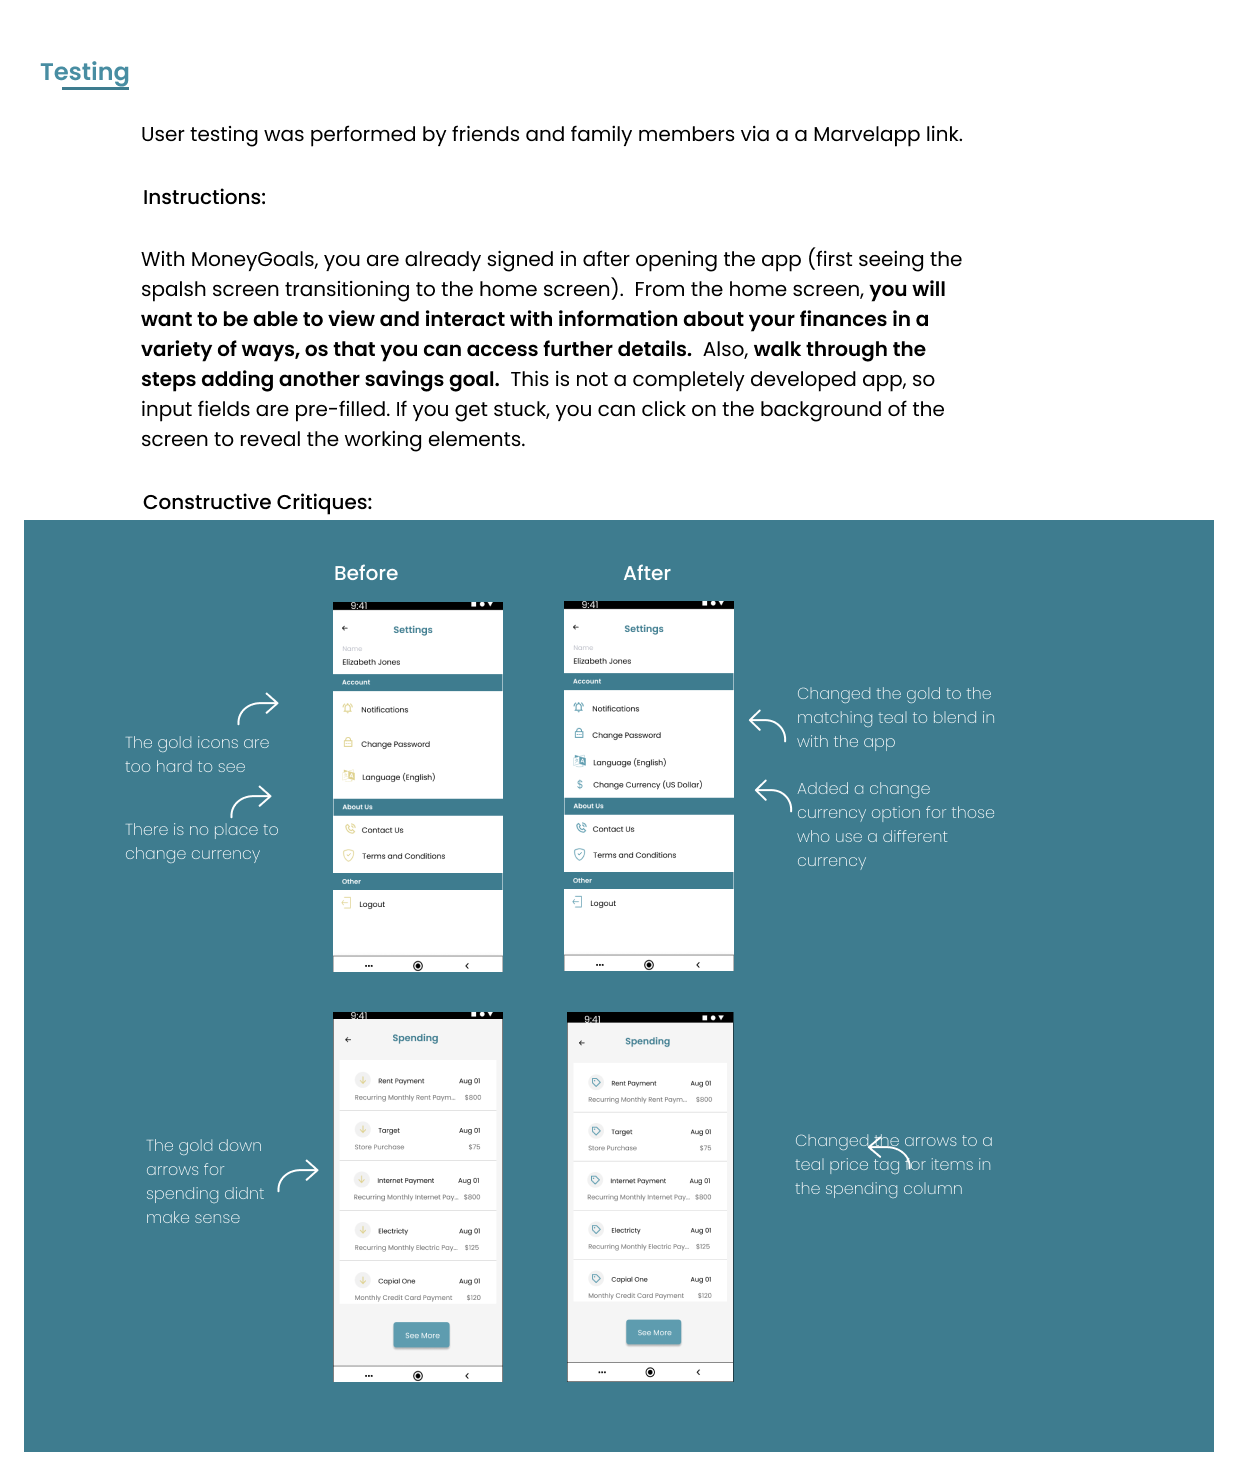 Testing
User testing was performed by friends and family members via a a Marvelapp link.
Instructions:
With MoneyGoals, you are already signed in after opening the app (first seeing the
spalsh screen transitioning to the home screen).  From the home screen, you will
want to be able to view and interact with information about your finances in a
variety of ways, os that you can access further details.  Also, walk through the
steps adding another savings goal.  This is not a completely developed app, so
input fields are pre-filled. If you get stuck, you can click on the background of the
screen to reveal the working elements.
Constructive Critiques:
Before
After
The gold icons are
too hard to see
There is no place to
change currency
9:41
Settings
Name
Elizabeth Jones
Account
Notifications
Change Password
Language (English)
About Us
Contact Us
Terms and Conditions
Other
Logout
9:41
Settings
Name
Elizabeth Jones
Account
Notifications
Change Password
Language (English)
$ Change Currency (US Dollar)
About Us
Contact Us
Terms and Conditions
Other
Logout
Changed the gold to the
matching teal to blend in
with the app
Added a change
currency option for those
who use a different
currency
The gold down
arrows for
spending didnt
make sense
9:41
Spending
Rent Payment Aug 01
Recurring Monthly Rent Paym... $800
Target Aug 01
Store Purchase $75
Internet Payment Aug 01
Recurring Monthly Internet Pay... $800
Electricty Aug 01
Recurring Monthly Electric Pay... $125
Capial One Aug 01
Monthly Credit Card Payment $120
See More
9:41
Spending
Rent Payment Aug 01
Recurring Monthly Rent Paym... $800
Target Aug 01
Store Purchase $75
Internet Payment Aug 01
Recurring Monthly Internet Pay... $800
Electricty Aug 01
Recurring Monthly Electric Pay... $125
Capial One Aug 01
Monthly Credit Card Payment $120
See More
Changed the arrows to a
teal price tag for items in
the spending column